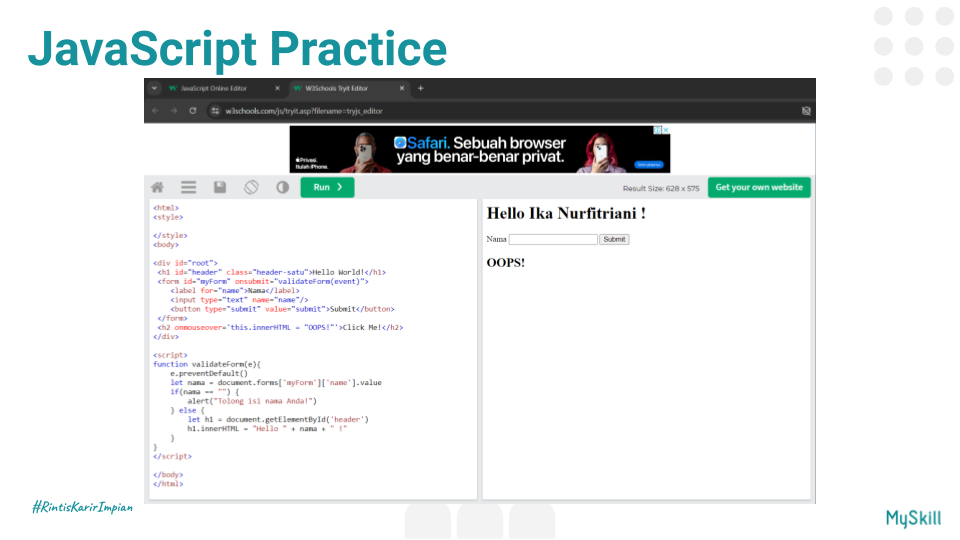 JavaScript Practice
JavaScript Online Editor
W3Schools Tryit Editor
w3schools.com/js/tryit.asp?filename=tryjs_editor
Privasi.
Itulah iPhone.
Safari. Sebuah browser
yang benar-benar privat.
Run ❯
Result Size: 628 x 575
Get your own website
<html>
<style>
</style>
<body>
<div id="root">
<h1 id="header" class="header-satu">Hello World!</h1>
<form id="myForm" onsubmit="validateForm(event)">
<label for="name">Nama</label>
<input type="text" name="name"/>
<button type="submit" value="submit">Submit</button>
</form>
<h2 onmouseover='this.innerHTML = "OOPS!"'>Click Me!</h2>
</div>
<script>
function validateForm(e){
e.preventDefault()
let nama = document.forms['myForm']['name'].value
if(nama == "") {
alert("Tolong isi nama Anda!")
} else {
let h1 = document.getElementById('header')
h1.innerHTML = "Hello " + nama + " !"
}
}
</script>
</body>
</html>
Hello Ika Nurfitriani !
Nama
Submit
OOPS!
#RintisKarirImpian
MySkill